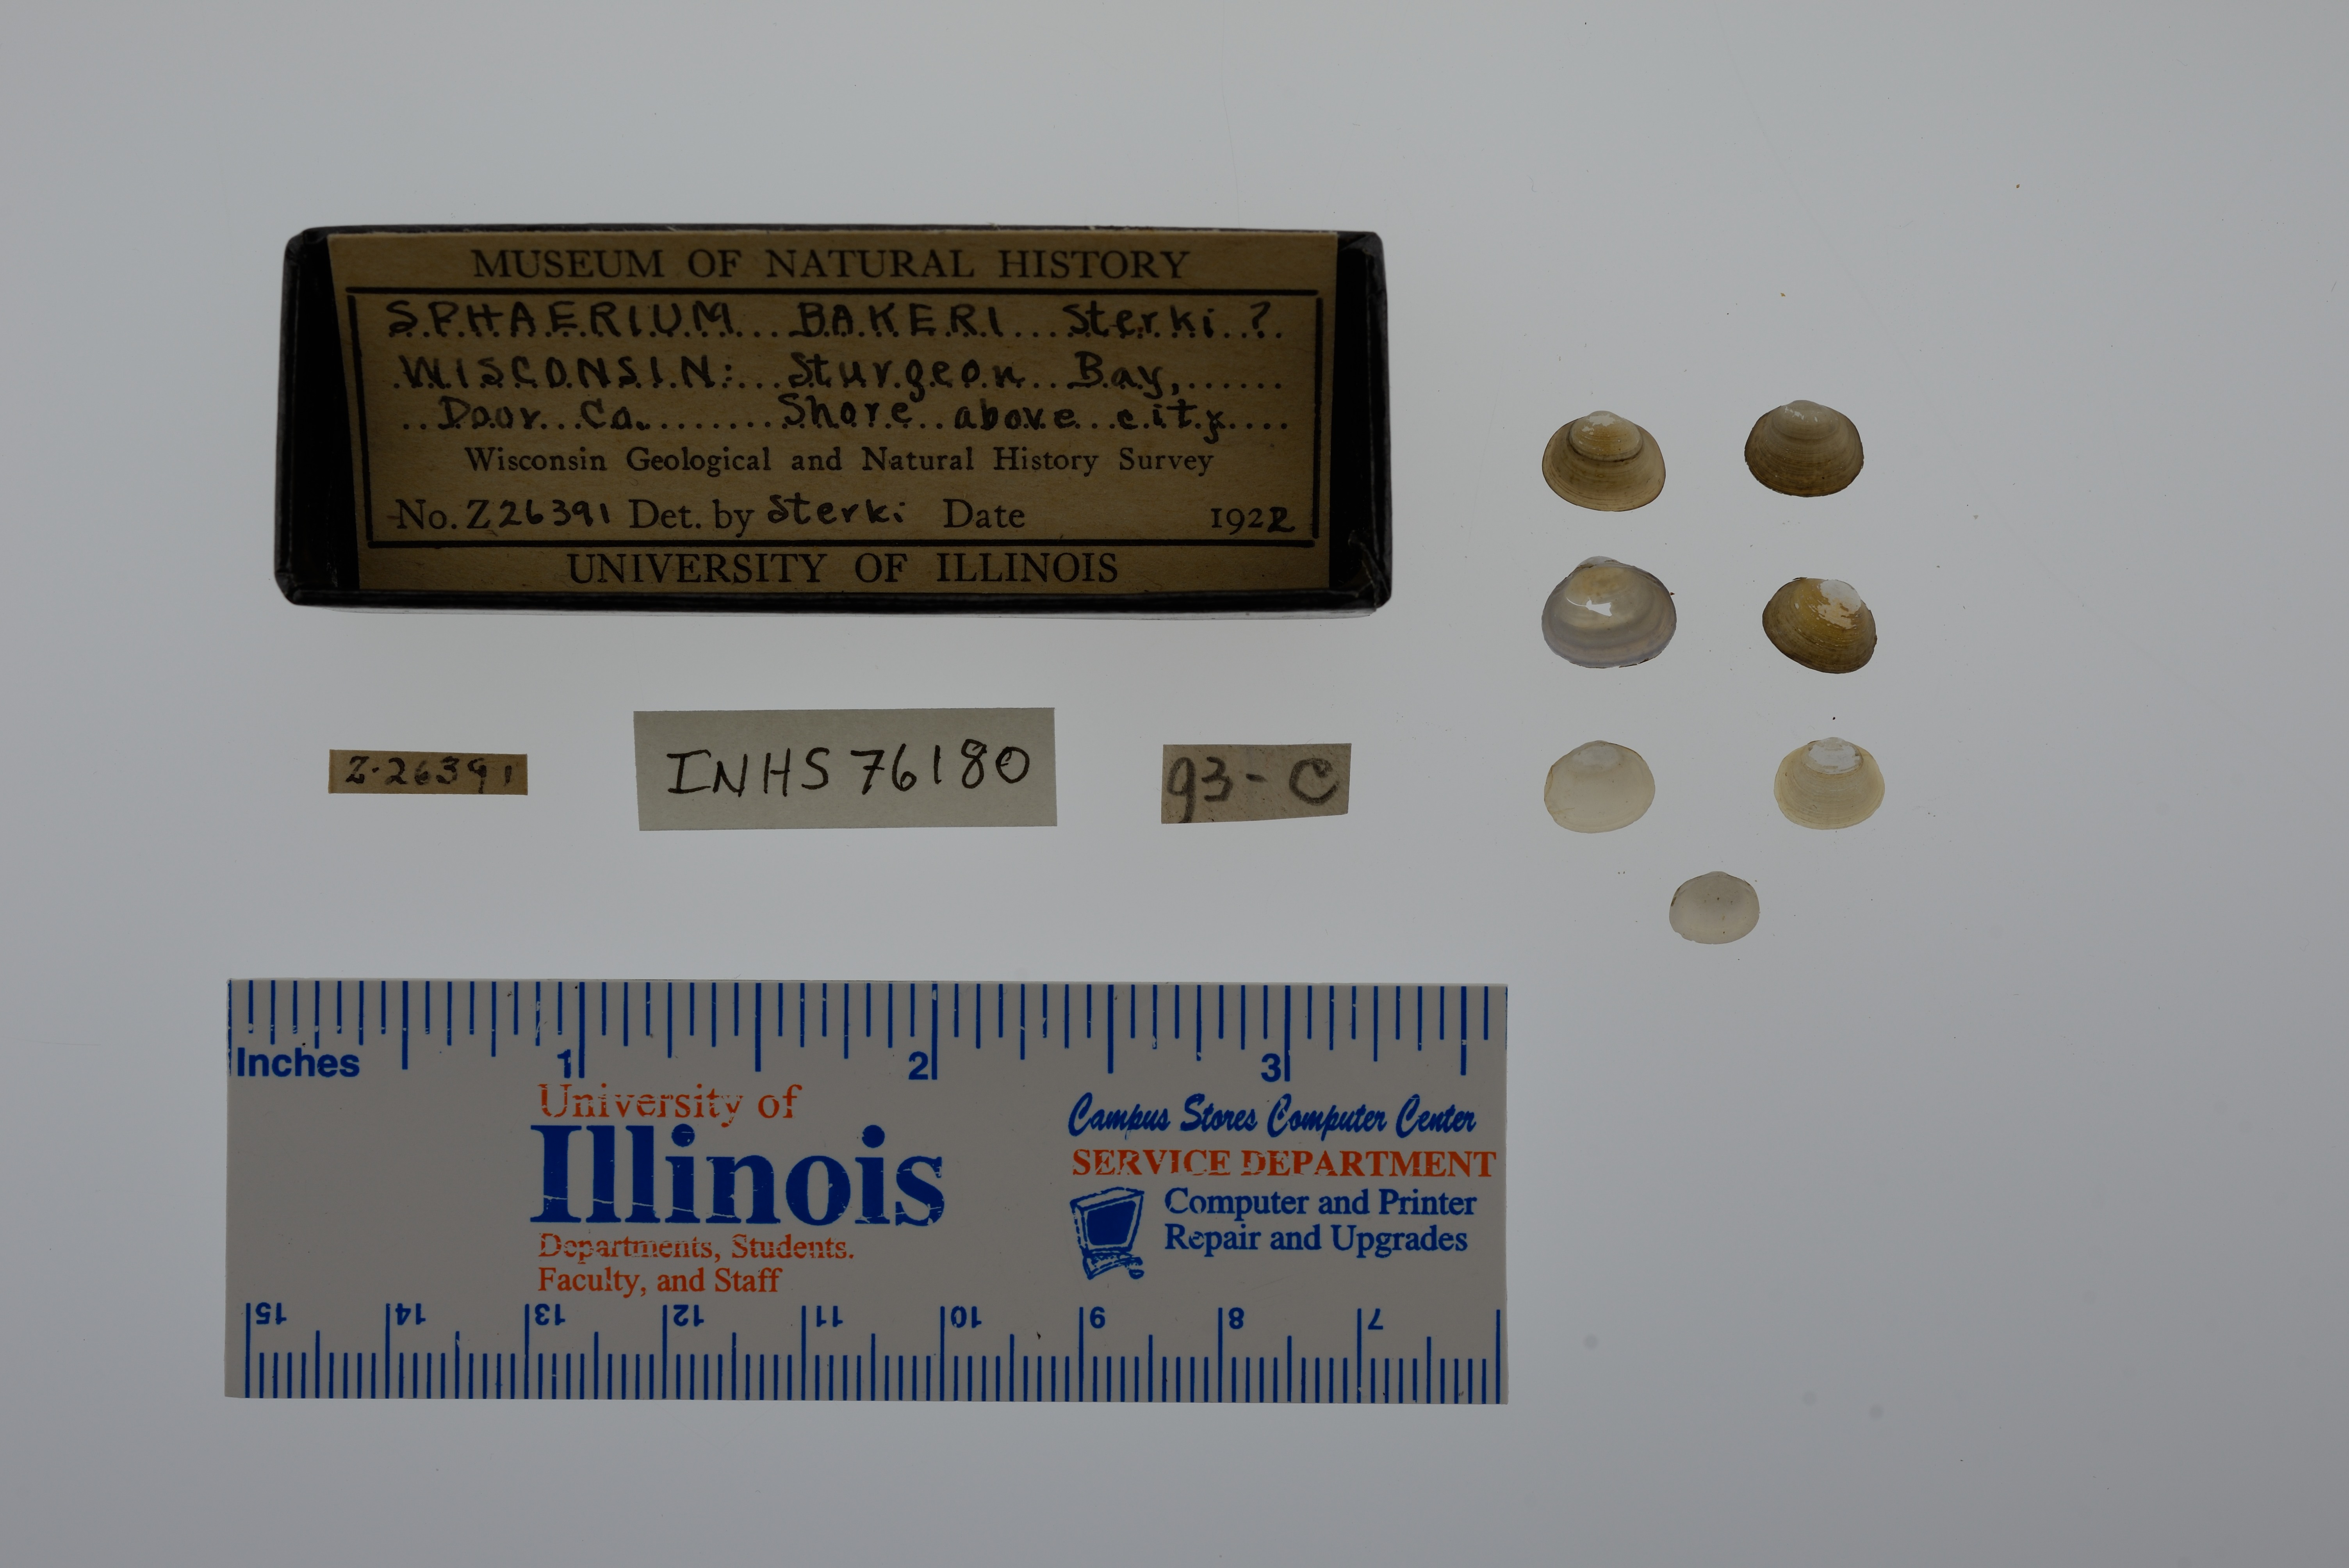 MUSEUM OF NATURAL HISTORY
SPHAERIUM BAKERI Sterki ?
WISCONSIN: Sturgeon Bay,
Door Co. Shore above city
Wisconsin Geological and Natural History Survey
No. Z26391 Det. by Sterki Date 1922
UNIVERSITY OF ILLINOIS
Z·26391
INHS 76180
93-C
1 2 3
Inches
University of
Illinois
Departments, Students.
Faculty, and Staff
Campus Stores Computer Center
SERVICE DEPARTMENT
Computer and Printer
Repair and Upgrades
15 14 13 12 11 10 9 8 7